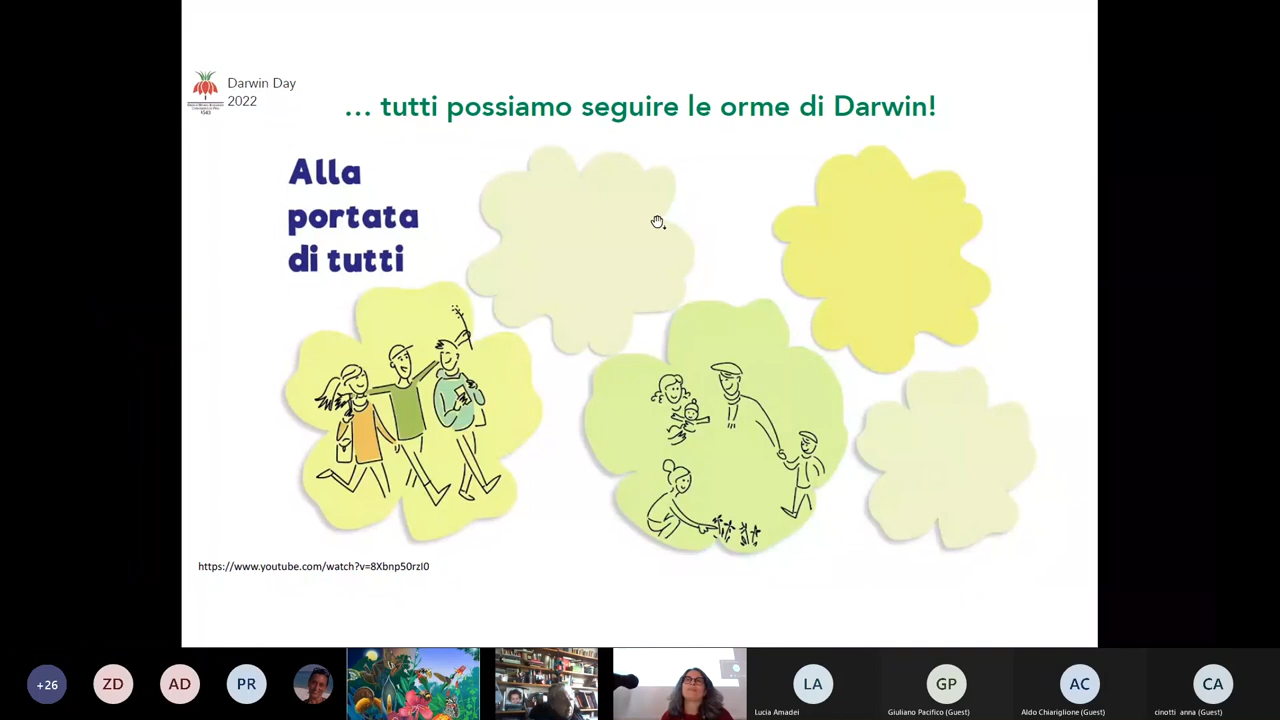 Darwin Day
2022
... tutti possiamo seguire le orme di Darwin!
Alla
portata
di tutti
https://www.youtube.com/watch?v=8Xbnp50rzI0
+26
ZD
AD
PR
LA
GP
AC
CA
Lucia Amadei
Giuliano Pacifico (Guest)
Aldo Chiariglione (Guest)
cinotti anna (Guest)